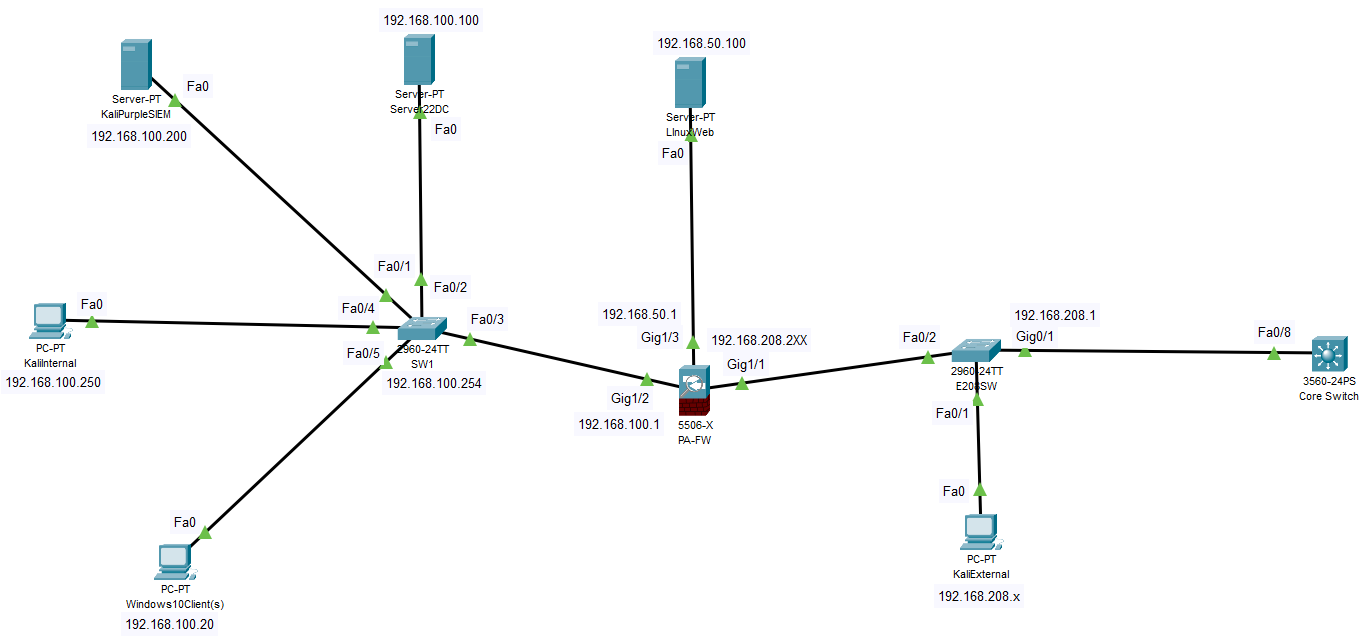 192.168.100.100
192.168.50.100
Fa0
Server-PT
KaliPurpleSIEM
192.168.100.200
Server-PT
Server22DC
Fa0
Server-PT
LInuxWeb
Fa0
Fa0/1
Fa0/2
Fa0/4
Fa0/3
Fa0/5
2960-24TT
SW1
192.168.100.254
Fa0
PC-PT
KaliInternal
192.168.100.250
Fa0
PC-PT
Windows10Client(s)
192.168.100.20
192.168.50.1
Gig1/3
192.168.208.2XX
Gig1/1
Gig1/2
192.168.100.1
5506-X
PA-FW
Fa0/2
192.168.208.1
Gig0/1
2960-24TT
E208SW
Fa0/1
Fa0/8
3560-24PS
Core Switch
Fa0
PC-PT
KaliExternal
192.168.208.x